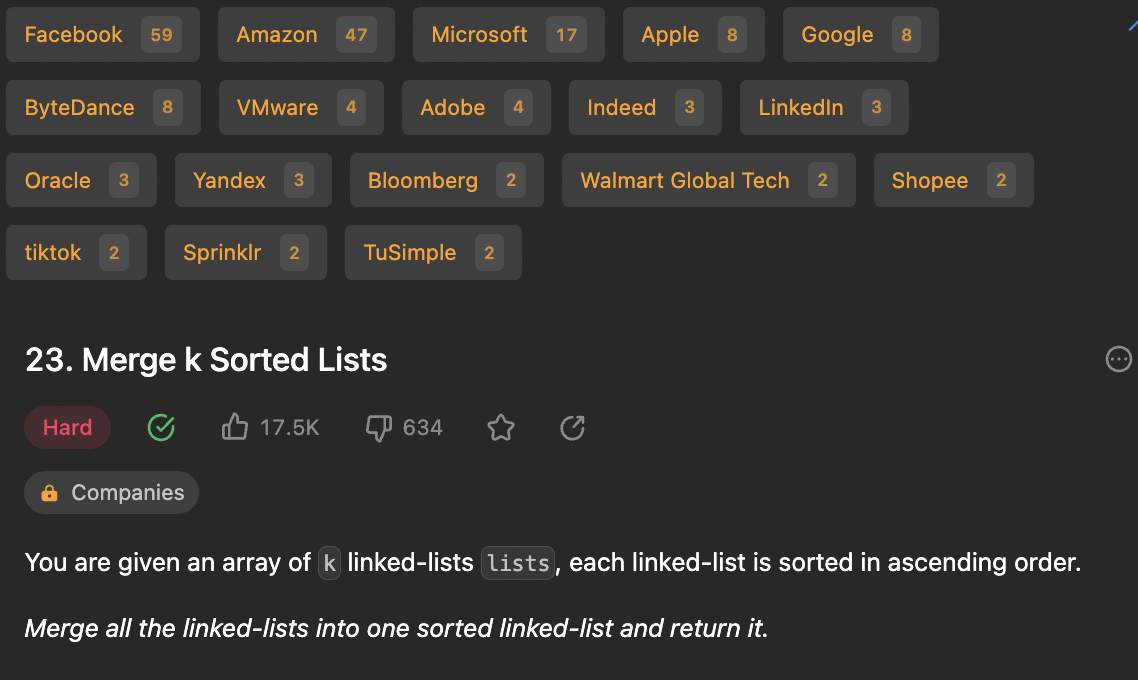 Facebook 59 Amazon 47 Microsoft 17 Apple 8 Google 8
ByteDance 8 VMware 4 Adobe 4 Indeed 3 LinkedIn 3
Oracle 3 Yandex 3 Bloomberg 2 Walmart Global Tech 2 Shopee 2
tiktok 2 Sprinklr 2 TuSimple 2
23. Merge k Sorted Lists
Hard 17.5K 634
Companies
You are given an array of k linked-lists lists, each linked-list is sorted in ascending order.
Merge all the linked-lists into one sorted linked-list and return it.